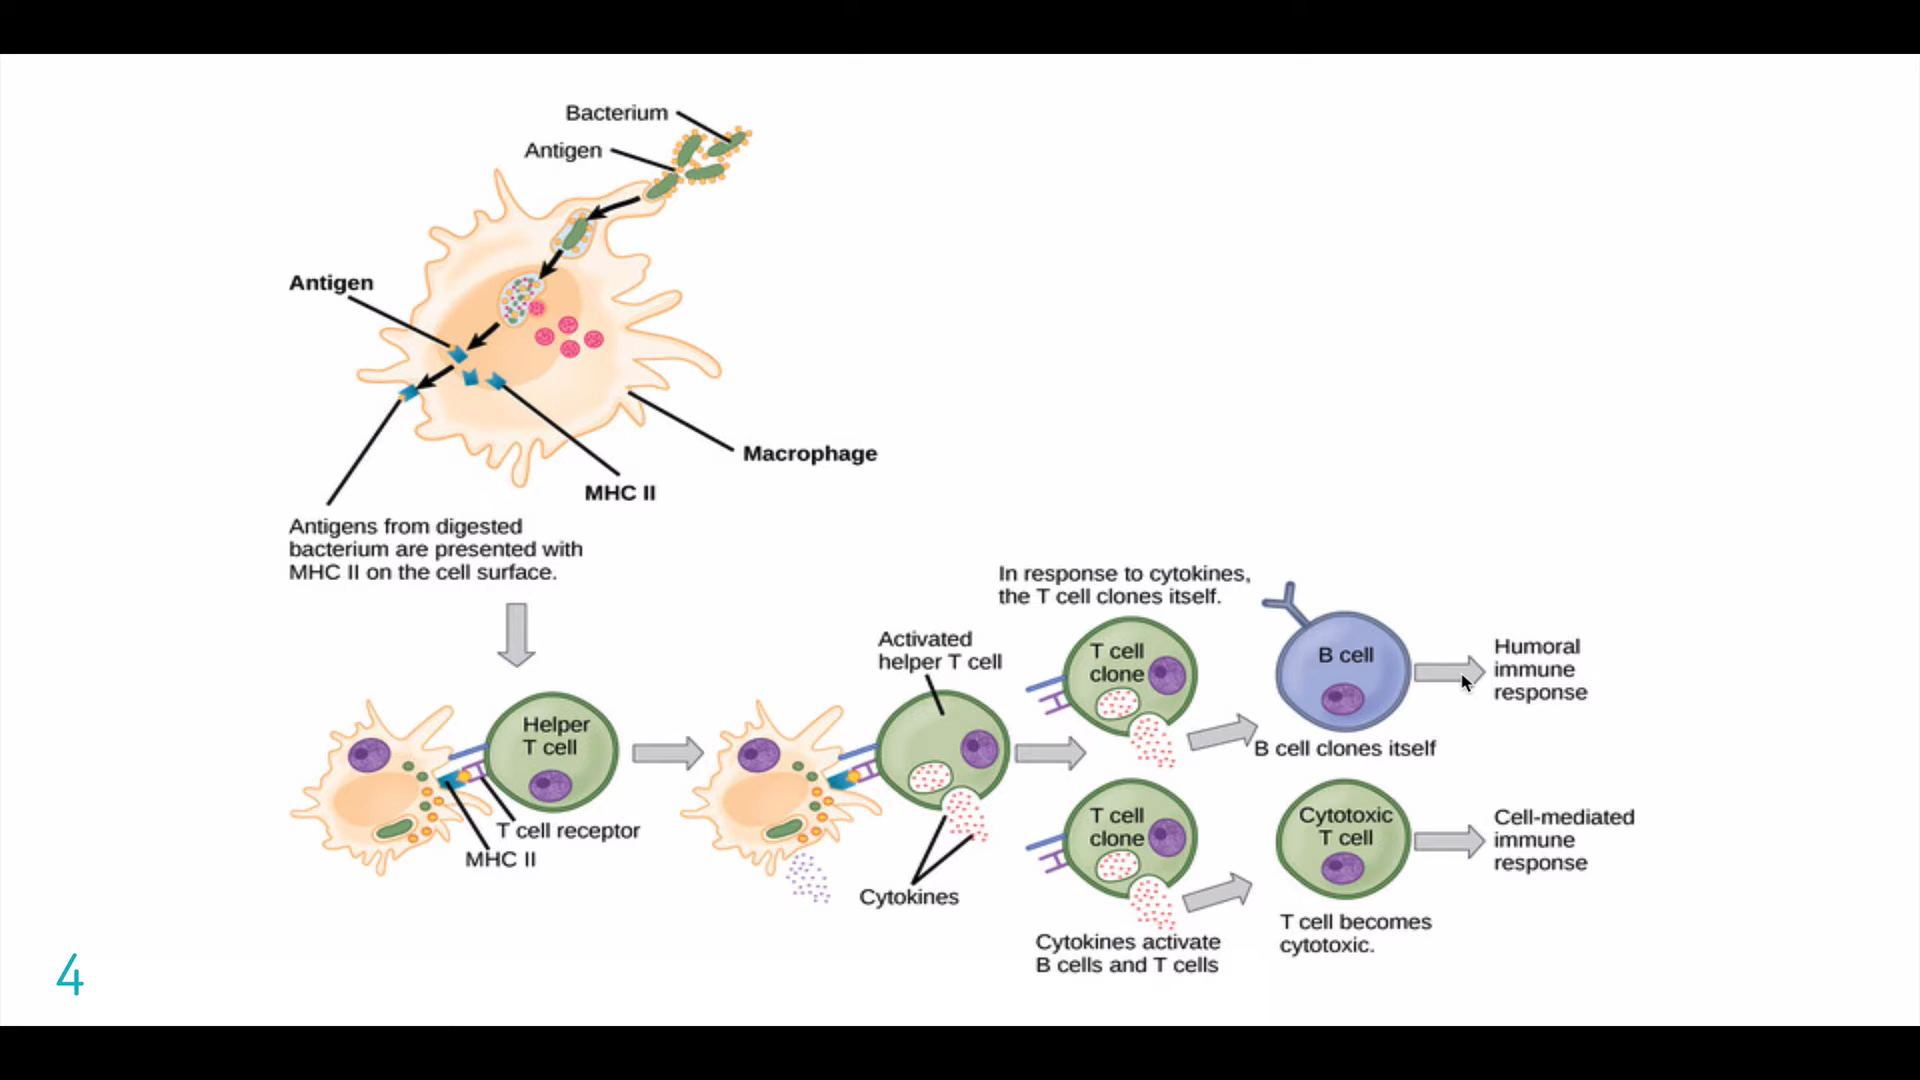 Bacterium
Antigen
Antigen
Macrophage
MHC II
Antigens from digested
bacterium are presented with
MHC II on the cell surface.
Helper
T cell
T cell receptor
MHC II
Activated
helper T cell
Cytokines
In response to cytokines,
the T cell clones itself.
T cell
clone
B cell
B cell clones itself
Humoral
immune
response
T cell
clone
Cytokines activate
B cells and T cells
Cytotoxic
T cell
T cell becomes
cytotoxic.
Cell-mediated
immune
response
4